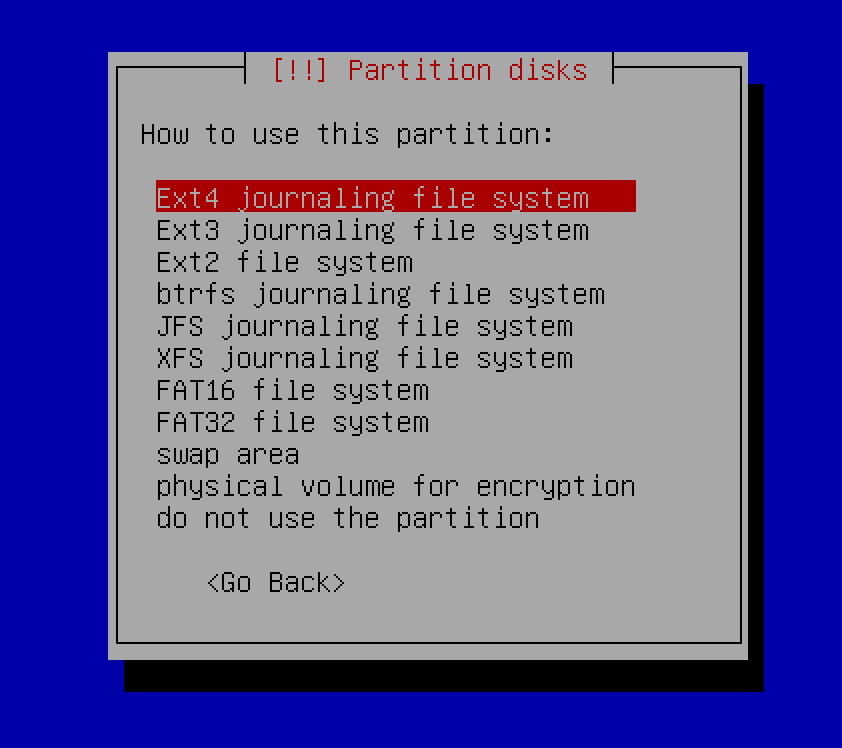 [!!] Partition disks
How to use this partition:
Ext4 journaling file system
Ext3 journaling file system
Ext2 file system
btrfs journaling file system
JFS journaling file system
XFS journaling file system
FAT16 file system
FAT32 file system
swap area
physical volume for encryption
do not use the partition
<Go Back>